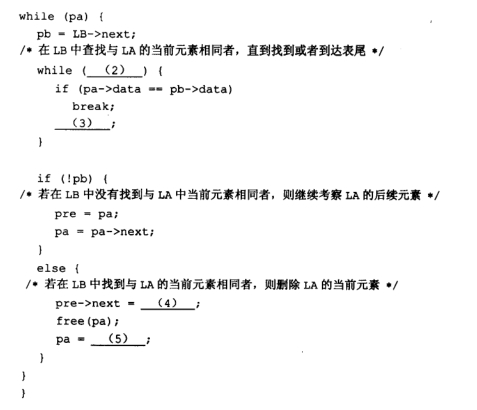 while (pa) {
pb = LB->next;
/* 在 LB 中查找与 LA 的当前元素相同者，直到找到或者到达表尾 */
while ( （2） ) {
if (pa->data == pb->data)
break;
（3） ;
}
if (!pb) {
/* 若在 LB 中没有找到与 LA 中当前元素相同者，则继续考察 LA 的后续元素 */
pre = pa;
pa = pa->next;
}
else {
/* 若在 LB 中找到与 LA 的当前元素相同者，则删除 LA 的当前元素 */
pre->next = （4） ;
free(pa);
pa = （5） ;
}
}
}